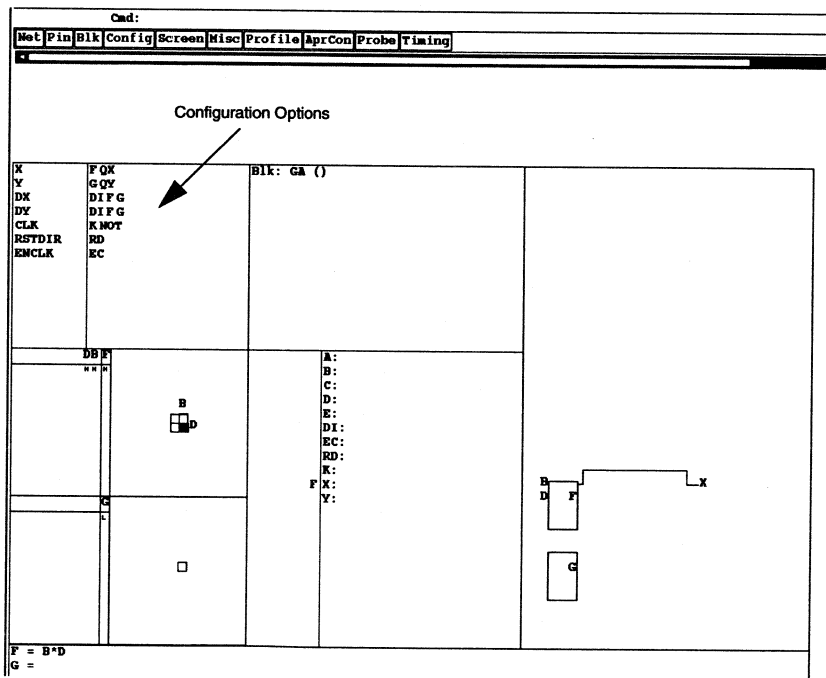 Cmd:
Net Pin Blk Config Screen Misc Profile AprCon Probe Timing
Configuration Options
X F QX
Y G QY
DX DI F G
DY DI F G
CLK K NOT
RSTDIR RD
ENCLK EC
Blk: GA ()
DB F
H H H
B
D
G
L
A:
B:
C:
D:
E:
DI:
EC:
RD:
K:
F X:
Y:
B
D F
X
G
F = B*D
G =